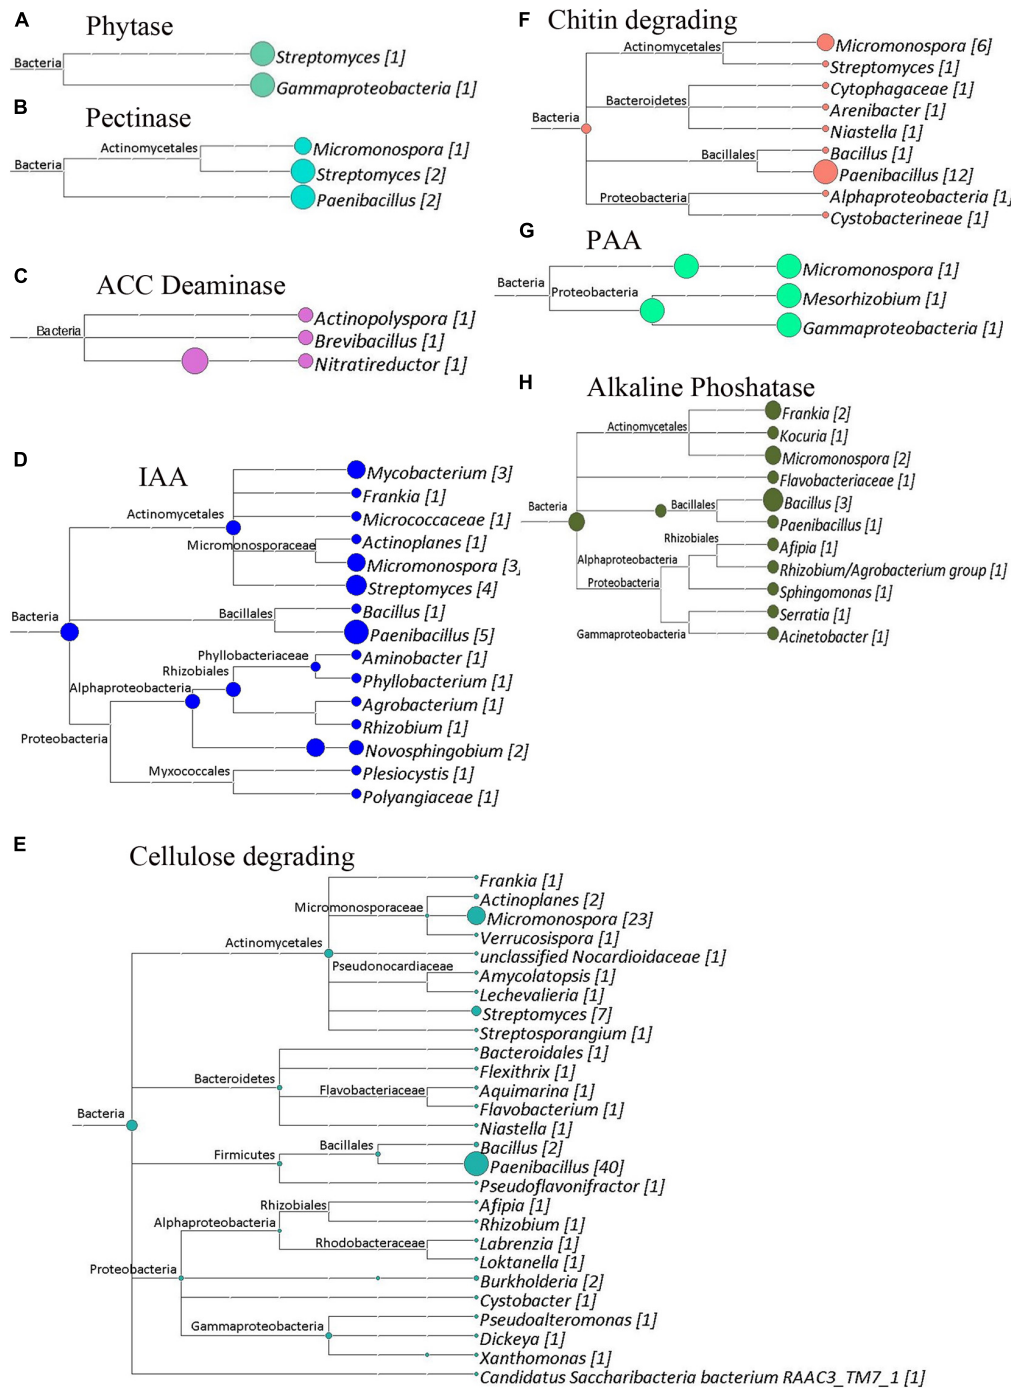 A
Phytase
Bacteria
Streptomyces [1]
Gammaproteobacteria [1]
B
Pectinase
Bacteria
Actinomycetales
Micromonospora [1]
Streptomyces [2]
Paenibacillus [2]
C
ACC Deaminase
Bacteria
Actinopolyspora [1]
Brevibacillus [1]
Nitratireductor [1]
D
IAA
Bacteria
Actinomycetales
Mycobacterium [3]
Frankia [1]
Micrococcaceae [1]
Micromonosporaceae
Actinoplanes [1]
Micromonospora [3]
Streptomyces [4]
Bacillales
Bacillus [1]
Paenibacillus [5]
Proteobacteria
Alphaproteobacteria
Rhizobiales
Phyllobacteriaceae
Aminobacter [1]
Phyllobacterium [1]
Agrobacterium [1]
Rhizobium [1]
Novosphingobium [2]
Myxococcales
Plesiocystis [1]
Polyangiaceae [1]
E
Cellulose degrading
Bacteria
Actinomycetales
Frankia [1]
Micromonosporaceae
Actinoplanes [2]
Micromonospora [23]
Verrucosispora [1]
unclassified Nocardioidaceae [1]
Pseudonocardiaceae
Amycolatopsis [1]
Lechevalieria [1]
Streptomyces [7]
Streptosporangium [1]
Bacteroidetes
Bacteroidales [1]
Flexithrix [1]
Flavobacteriaceae
Aquimarina [1]
Flavobacterium [1]
Niastella [1]
Firmicutes
Bacillales
Bacillus [2]
Paenibacillus [40]
Pseudoflavonifractor [1]
Proteobacteria
Alphaproteobacteria
Rhizobiales
Afipia [1]
Rhizobium [1]
Rhodobacteraceae
Labrenzia [1]
Loktanella [1]
Burkholderia [2]
Cystobacter [1]
Gammaproteobacteria
Pseudoalteromonas [1]
Dickeya [1]
Xanthomonas [1]
Candidatus Saccharibacteria bacterium RAAC3_TM7_1 [1]
F
Chitin degrading
Bacteria
Actinomycetales
Micromonospora [6]
Streptomyces [1]
Bacteroidetes
Cytophagaceae [1]
Arenibacter [1]
Niastella [1]
Bacillales
Bacillus [1]
Paenibacillus [12]
Proteobacteria
Alphaproteobacteria [1]
Cystobacterineae [1]
G
PAA
Bacteria
Micromonospora [1]
Proteobacteria
Mesorhizobium [1]
Gammaproteobacteria [1]
H
Alkaline Phoshatase
Bacteria
Actinomycetales
Frankia [2]
Kocuria [1]
Micromonospora [2]
Flavobacteriaceae [1]
Bacillales
Bacillus [3]
Paenibacillus [1]
Proteobacteria
Alphaproteobacteria
Rhizobiales
Afipia [1]
Rhizobium/Agrobacterium group [1]
Sphingomonas [1]
Gammaproteobacteria
Serratia [1]
Acinetobacter [1]